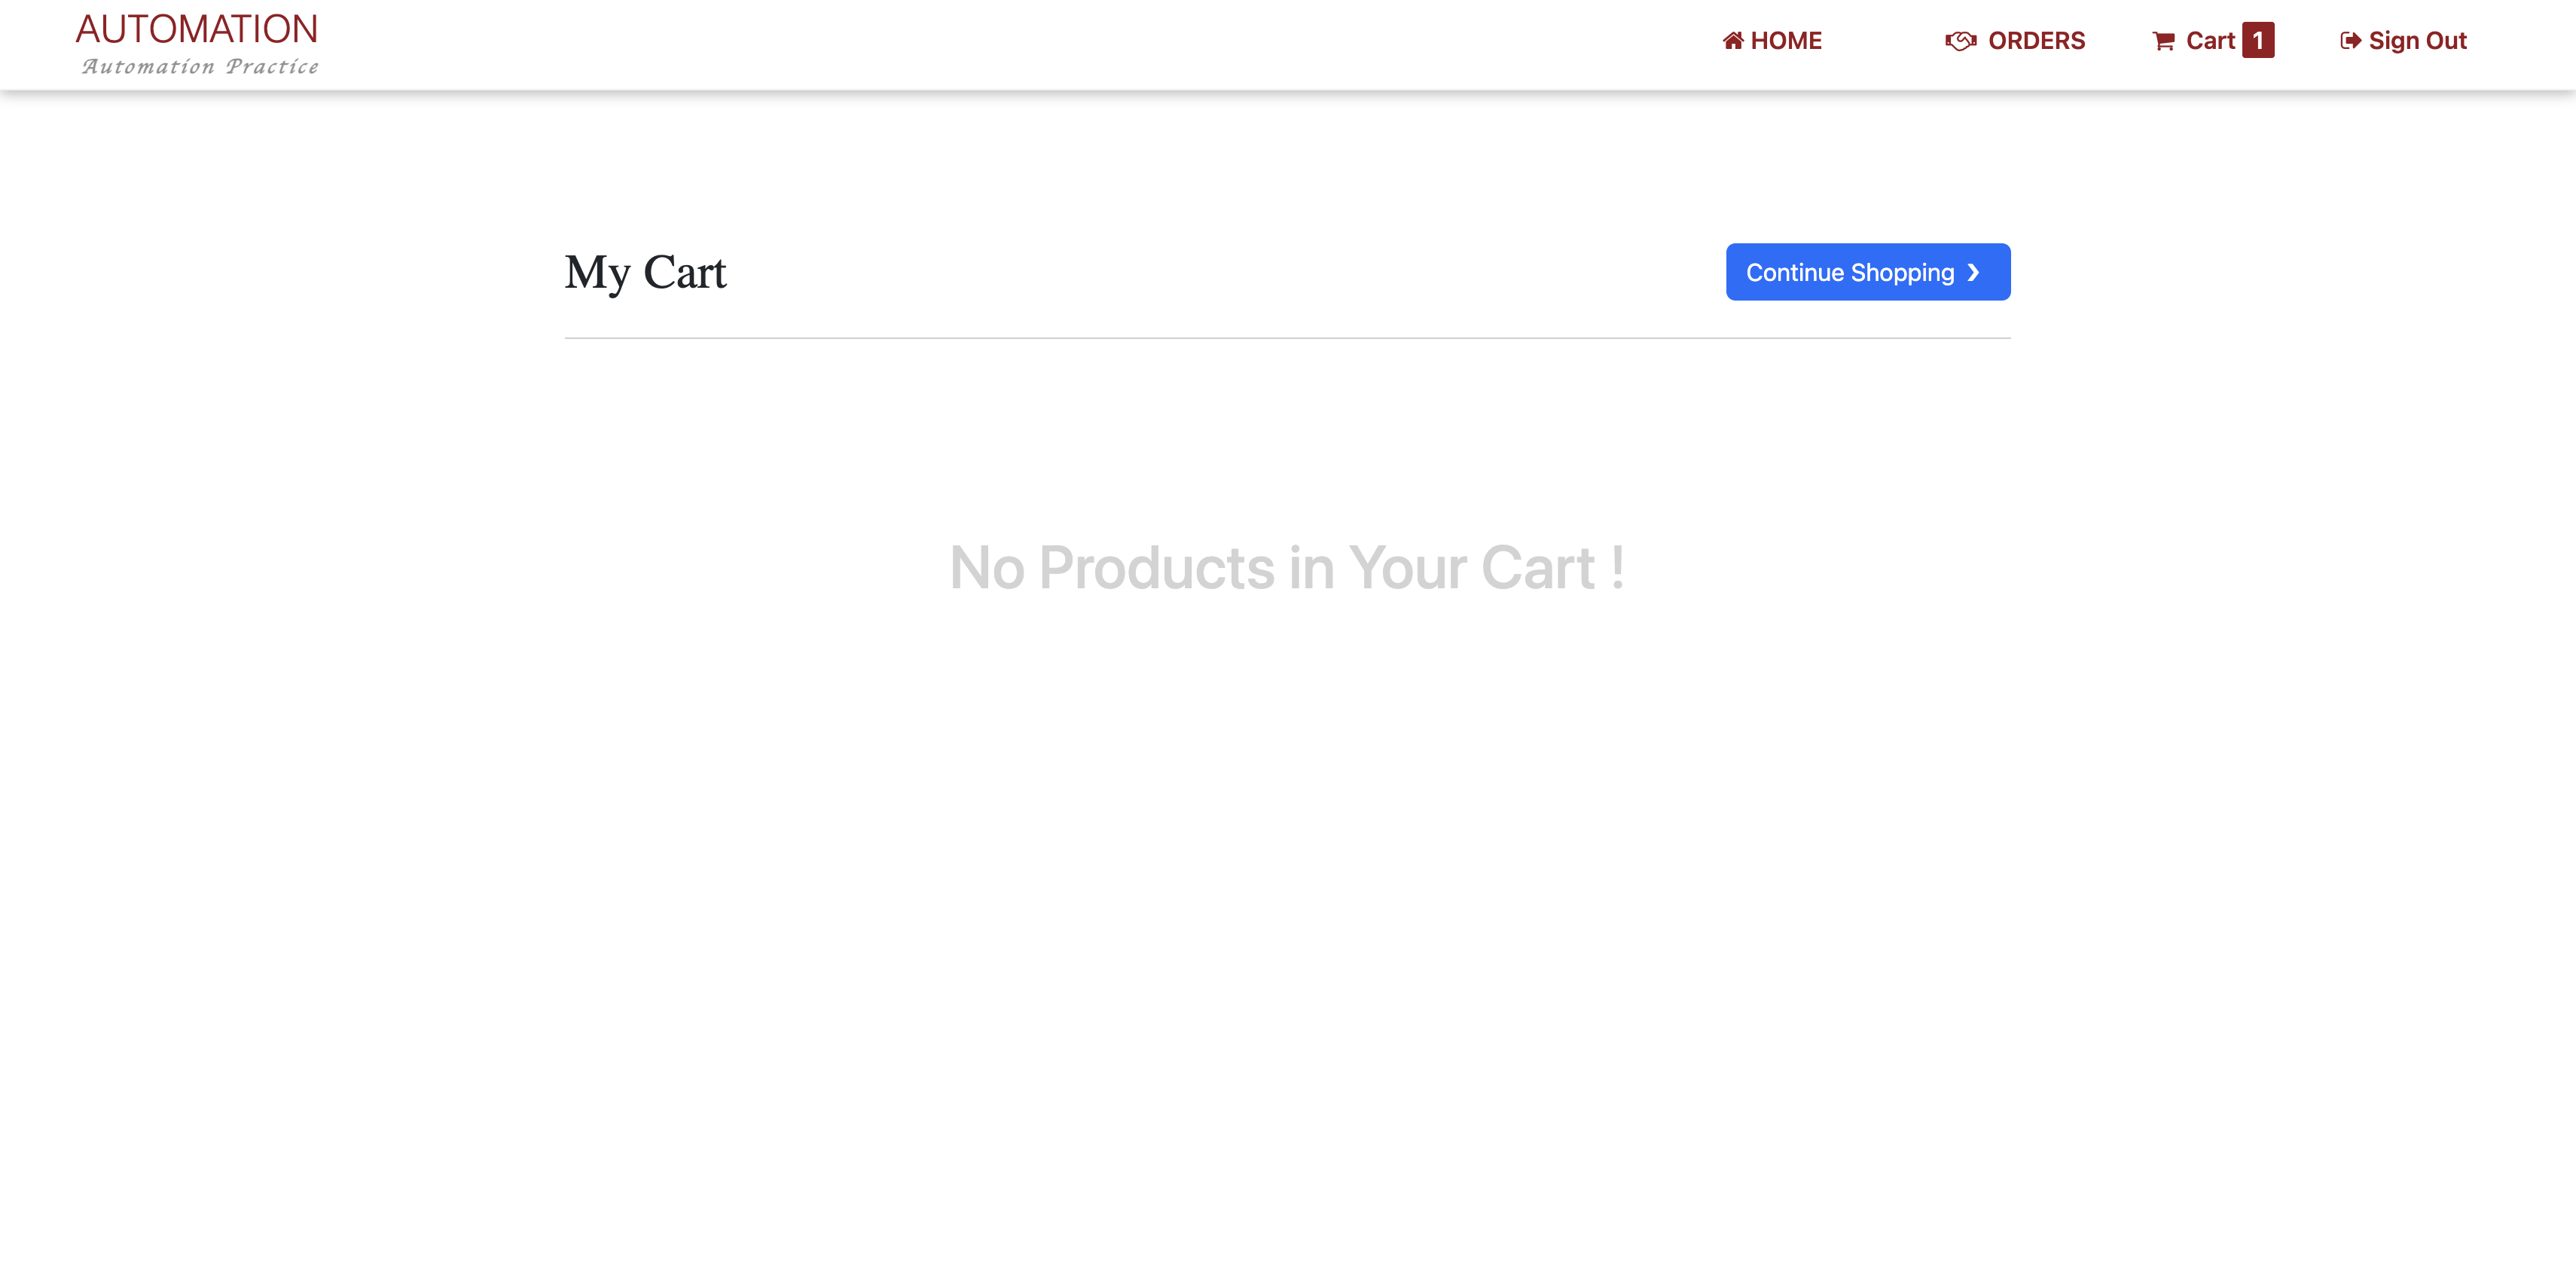 AUTOMATION
Automation Practice
HOME
ORDERS
Cart 1
Sign Out
My Cart
Continue Shopping ❯
No Products in Your Cart !